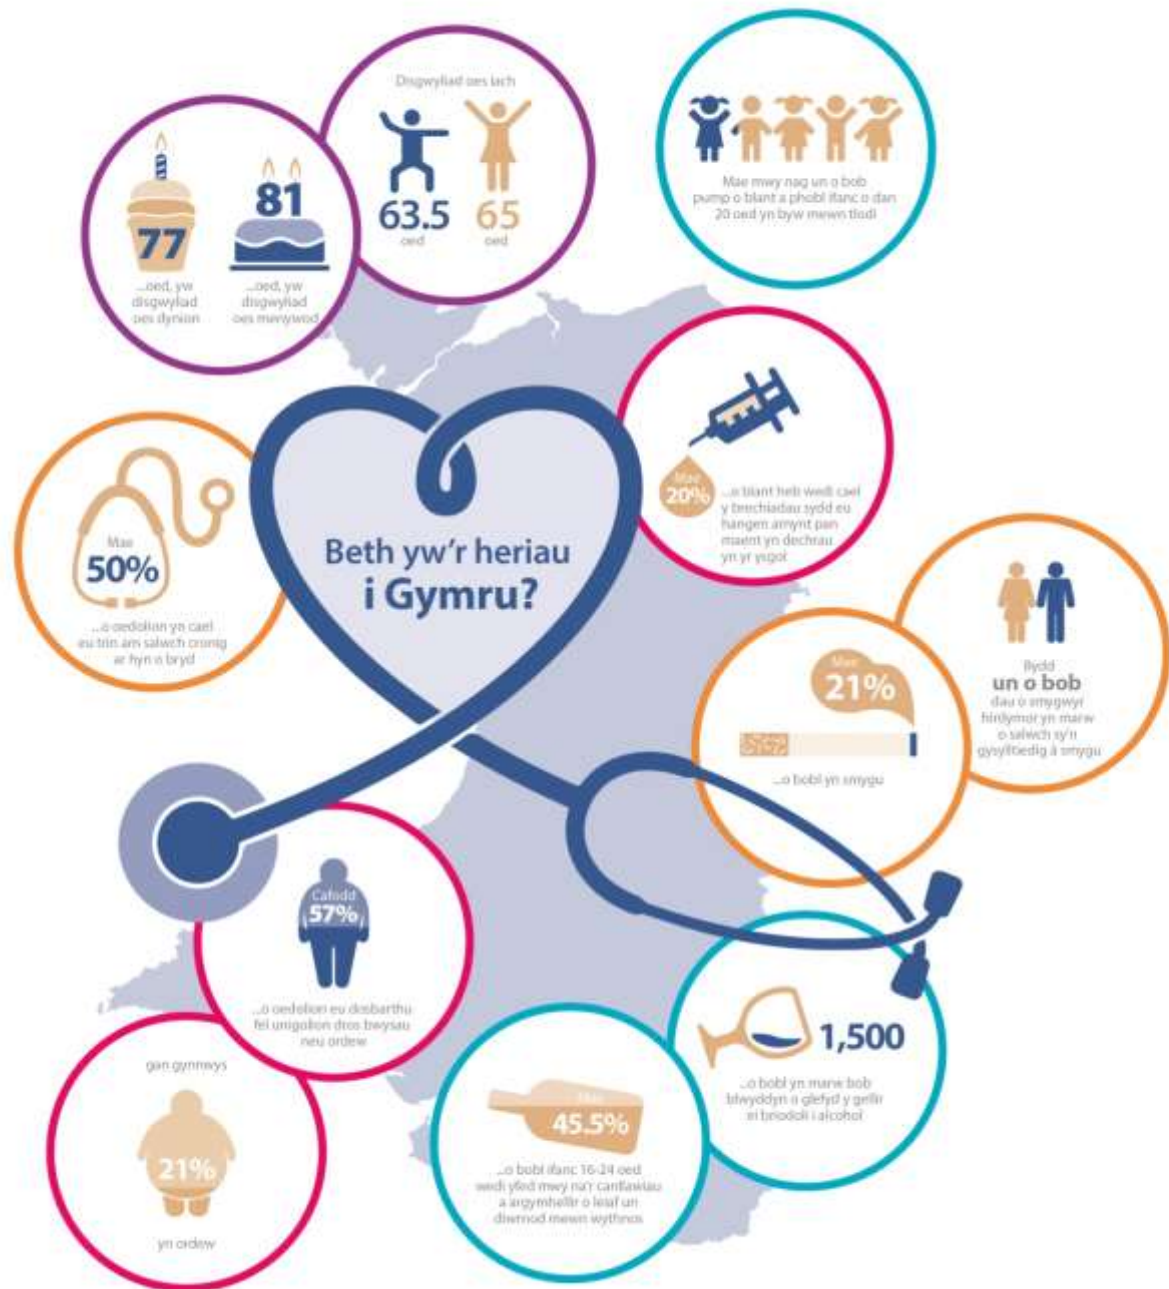 Disgwyliad oes iach
63.5
oed
65
oed
77
...oed, yw
disgwyliad
oes dynion
81
...oed, yw
disgwyliad
oes menywod
Mae mwy nag un o bob
pump o blant a phobl ifanc o dan
20 oed yn byw mewn tlodi
Mae
20%
...o blant heb wedi cael
y brechiadau sydd eu
hangen arnynt pan
maent yn dechrau
yn yr ysgol
Beth yw'r heriau
i Gymru?
Mae
50%
...o oedolion yn cael
eu trin am salwch cronig
ar hyn o bryd
Mae
21%
...o bobl yn smygu
Bydd
un o bob
dau o smygwyr
hirdymor yn marw
o salwch sy'n
gysylltiedig â smygu
Cafodd
57%
...o oedolion eu dosbarthu
fel unigolion dros bwysau
neu ordew
gan gynnwys
21%
yn ordew
Mae
45.5%
...o bobl ifanc 16-24 oed
wedi yfed mwy na'r canllawiau
a argymhellir o leiaf un
diwrnod mewn wythnos
1,500
...o bobl yn marw bob
blwyddyn o glefyd y gellir
ei briodoli i alcohol